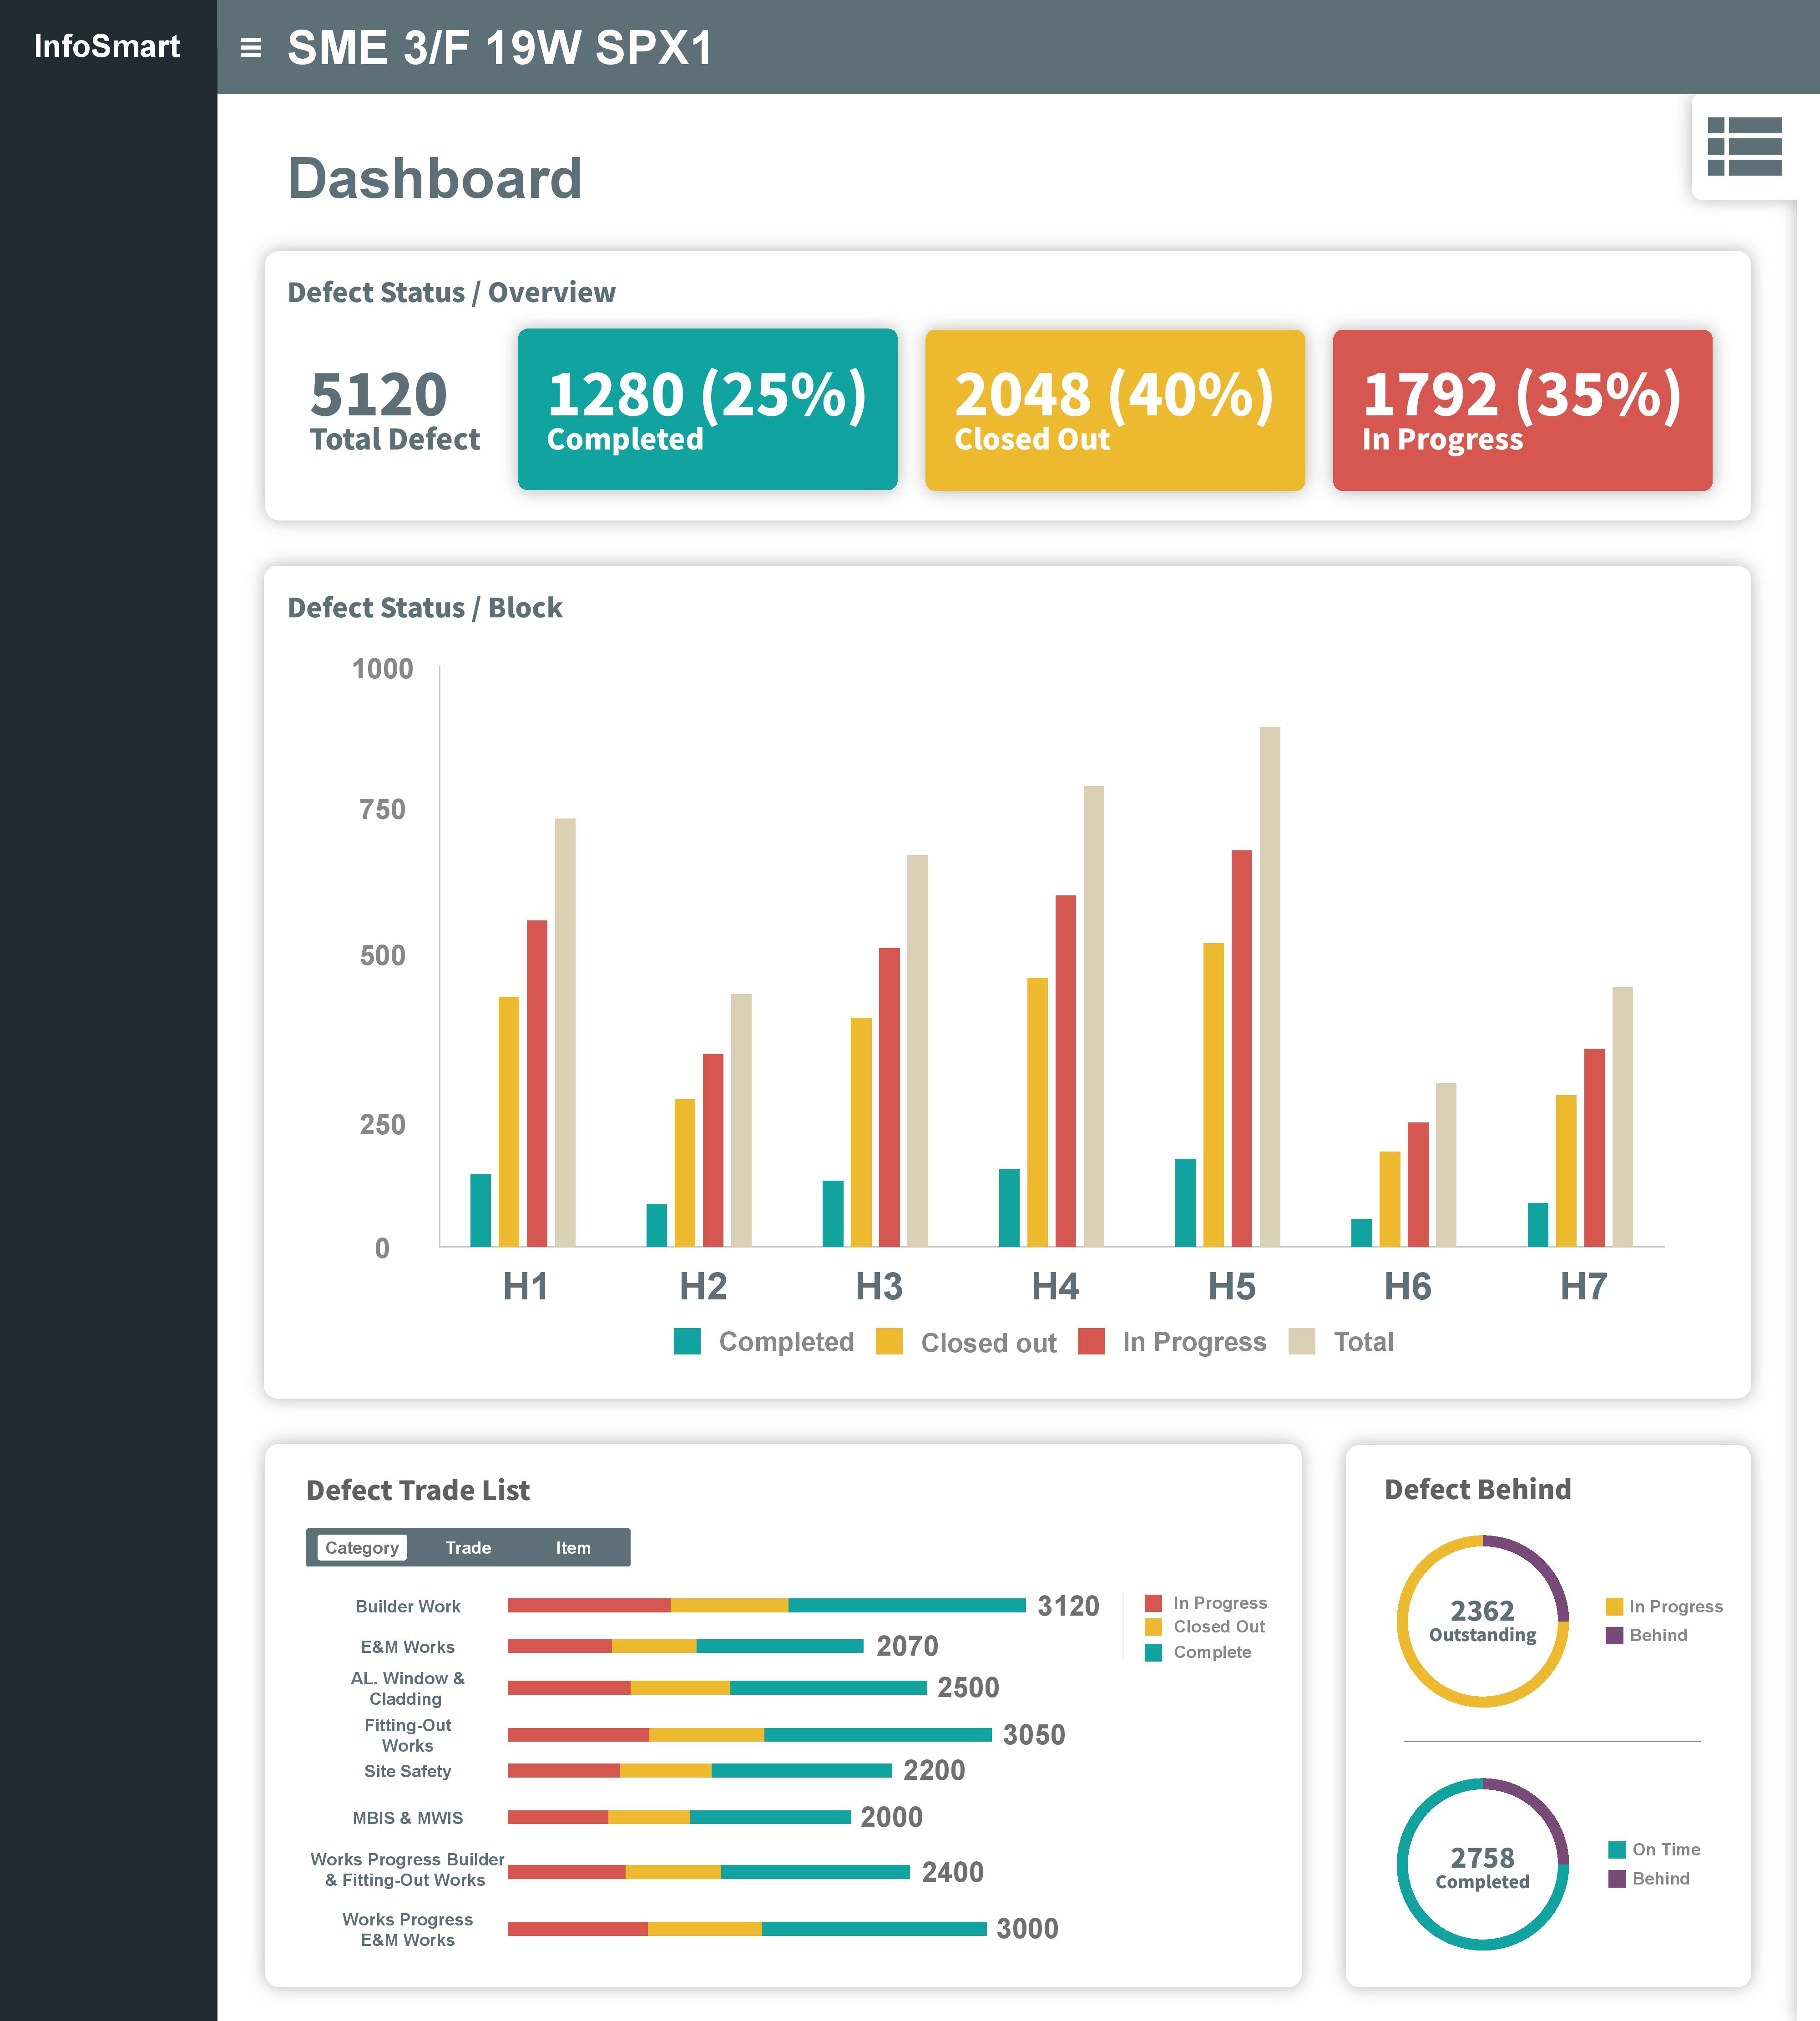 InfoSmart
SME 3/F 19W SPX1
Dashboard
Defect Status / Overview
5120
Total Defect
1280 (25%)
Completed
2048 (40%)
Closed Out
1792 (35%)
In Progress
Defect Status / Block
1000
750
500
250
0
H1 H2 H3 H4 H5 H6 H7
Completed Closed out In Progress Total
Defect Trade List
Category Trade Item
Builder Work 3120
E&M Works 2070
AL. Window &
Cladding
2500
Fitting-Out
Works
3050
Site Safety 2200
MBIS & MWIS 2000
Works Progress Builder
& Fitting-Out Works
2400
Works Progress
E&M Works
3000
In Progress
Closed Out
Complete
Defect Behind
2362
Outstanding
In Progress
Behind
2758
Completed
On Time
Behind